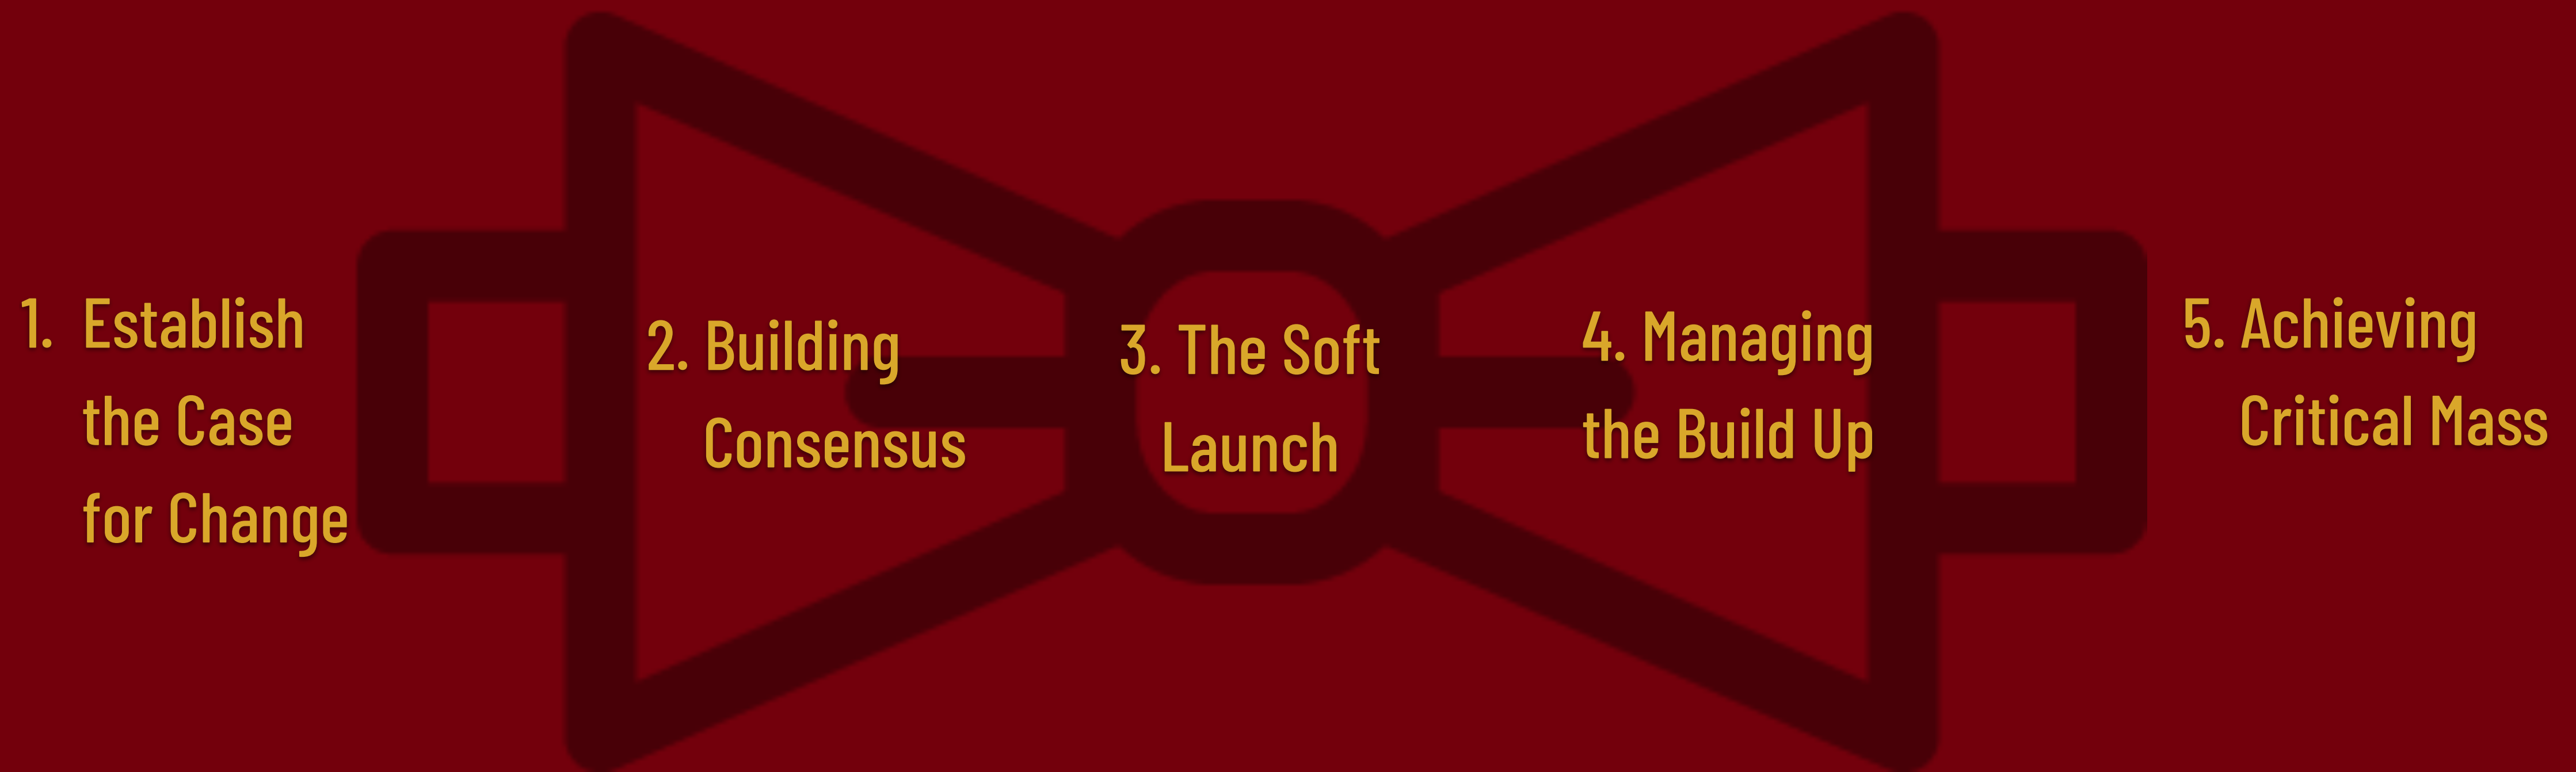 1. Establish
the Case
for Change
2. Building
Consensus
3. The Soft
Launch
4. Managing
the Build Up
5. Achieving
Critical Mass